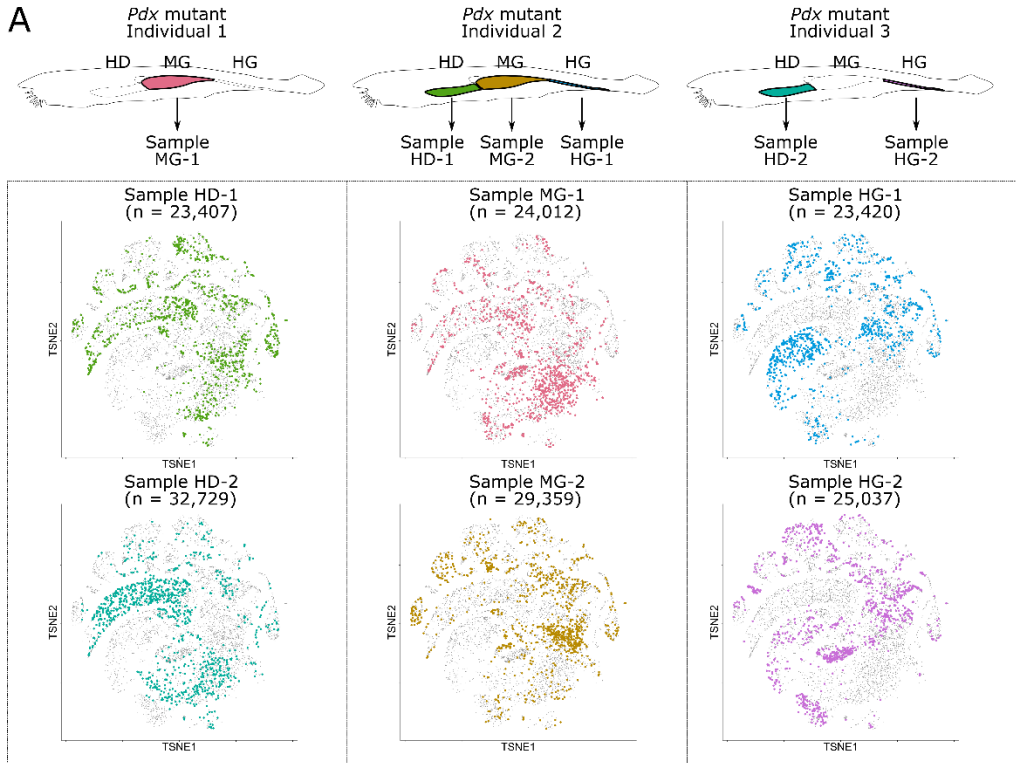 A
Pdx mutant
Individual 1
HD MG HG
Sample
MG-1
Pdx mutant
Individual 2
HD MG HG
Sample Sample Sample
HD-1 MG-2 HG-1
Pdx mutant
Individual 3
HD MG HG
Sample Sample
HD-2 HG-2
Sample HD-1
(n = 23,407)
TSNE2
TSNE1
Sample MG-1
(n = 24,012)
TSNE2
TSNE1
Sample HG-1
(n = 23,420)
TSNE2
TSNE1
Sample HD-2
(n = 32,729)
TSNE2
TSNE1
Sample MG-2
(n = 29,359)
TSNE2
TSNE1
Sample HG-2
(n = 25,037)
TSNE2
TSNE1